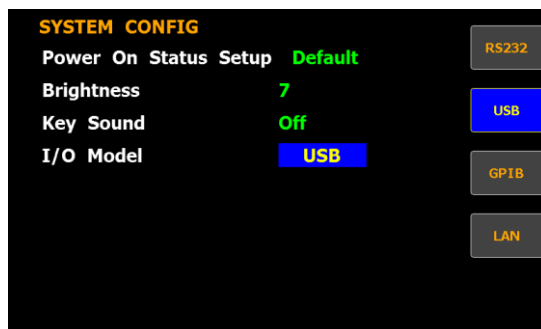 SYSTEM CONFIG
Power On Status Setup Default
Brightness 7
Key Sound Off
I/O Model USB
RS232
USB
GPIB
LAN